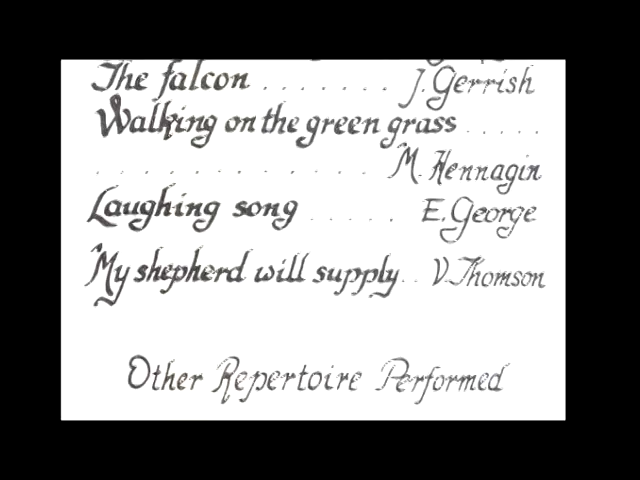 The falcon . . . . . . . J. Gerrish
Walking on the green grass . . . . .
. . . . . . . . . . . . . M. Hennagin
Laughing song . . . . . E. George
My shepherd will supply . . V. Thomson
Other Repertoire Performed